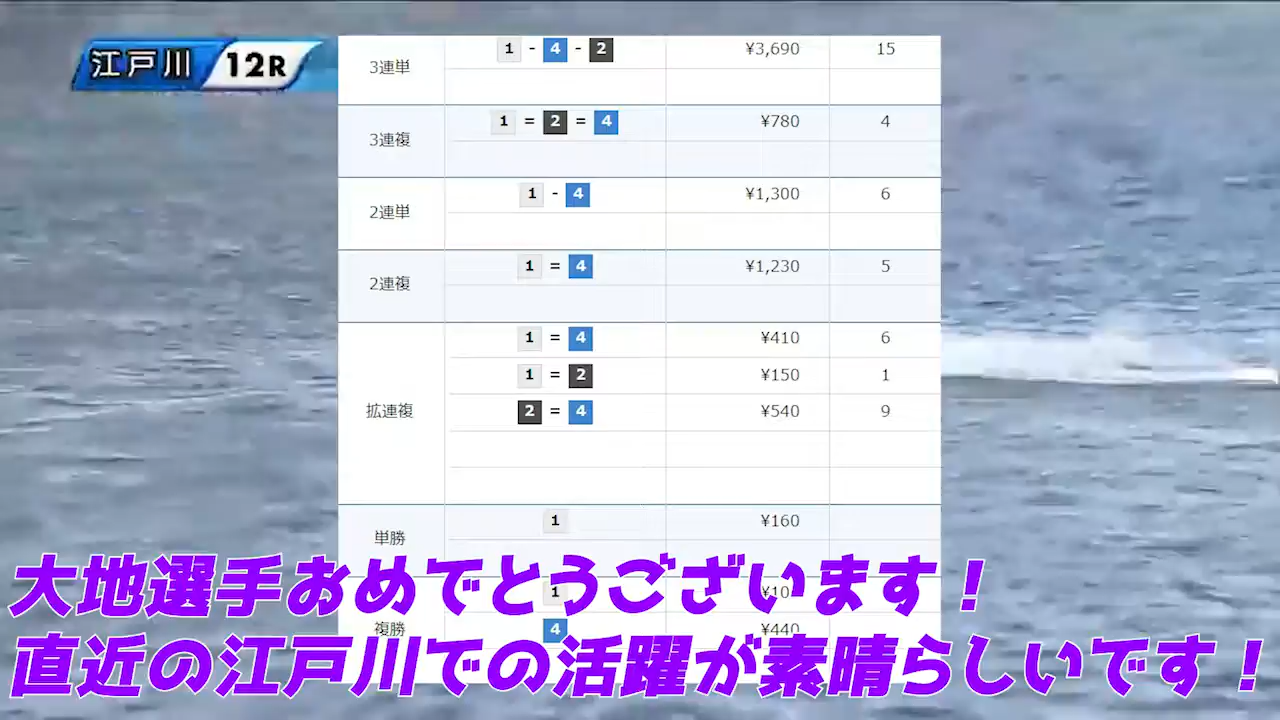 江戸川 12R
3連単 1 - 4 - 2 ¥3,690 15
3連複 1 = 2 = 4 ¥780 4
2連単 1 - 4 ¥1,300 6
2連複 1 = 4 ¥1,230 5
拡連複 1 = 4 ¥410 6
1 = 2 ¥150 1
2 = 4 ¥540 9
単勝 1 ¥160
複勝 1
4 ¥440
大地選手おめでとうございます！
直近の江戸川での活躍が素晴らしいです！